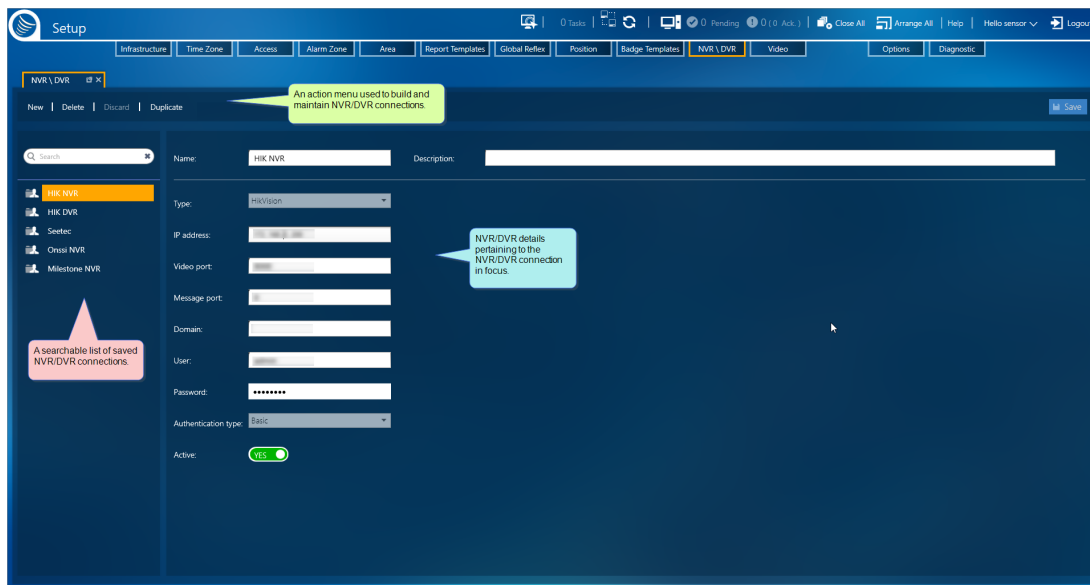 Setup
0 Tasks
0 Pending
0 ( 0 Ack. )
Close All
Arrange All
Help
Hello sensor
Logou
Infrastructure
Time Zone
Access
Alarm Zone
Area
Report Templates
Global Reflex
Position
Badge Templates
NVR \ DVR
Video
Options
Diagnostic
NVR \ DVR
New
Delete
Discard
Duplicate
An action menu used to build and
maintain NVR/DVR connections.
Save
Search
Name:
HIK NVR
Description:
HIK NVR
HIK DVR
Seetec
Onssi NVR
Milestone NVR
Type:
HikVision
IP address:
Video port:
Message port:
Domain:
User:
Password:
••••••••
Authentication type:
Basic
Active:
YES
NVR/DVR details
pertaining to the
NVR/DVR connection
in focus.
A searchable list of saved
NVR/DVR connections.